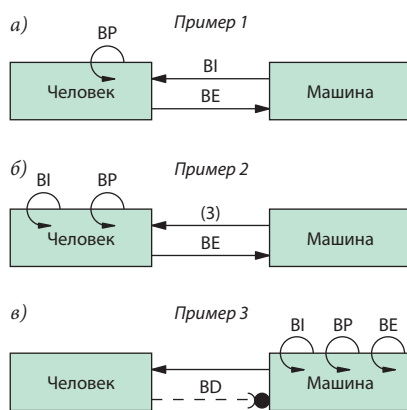 а) Пример 1
BP
BI
Человек Машина
BE
б) Пример 2
BI BP
(3)
Человек Машина
BE
в) Пример 3
BI BP BE
Человек Машина
BD